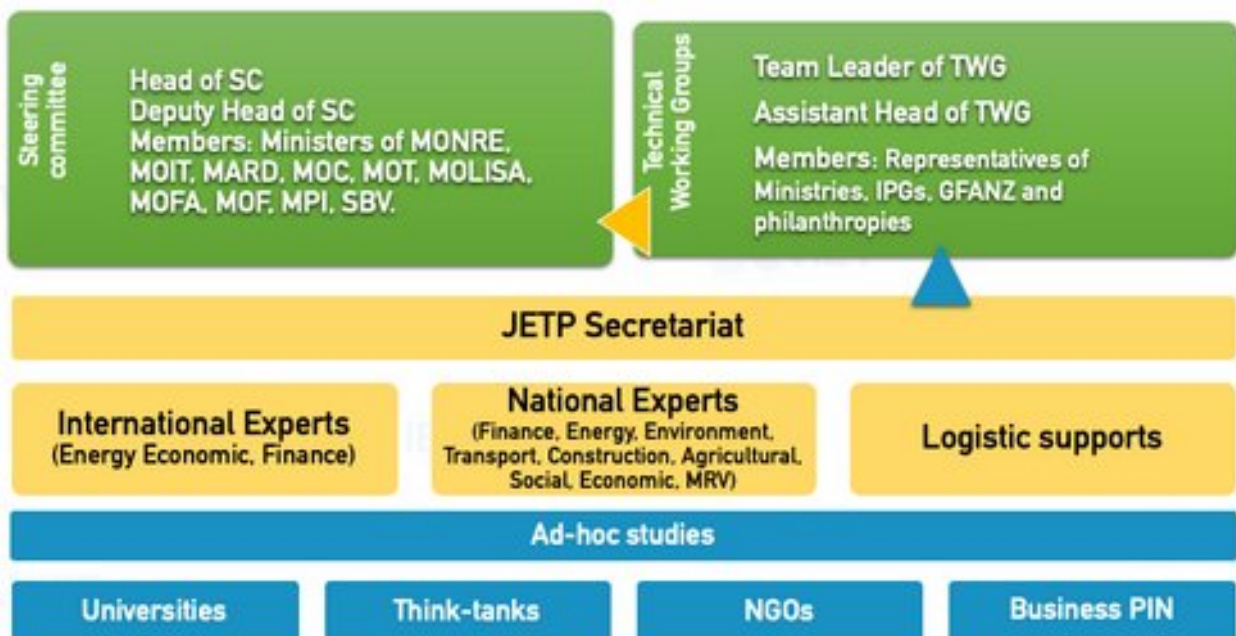 Steering
committee
Head of SC
Deputy Head of SC
Members: Ministers of MONRE,
MOIT, MARD, MOC, MOT, MOLISA,
MOFA, MOF, MPI, SBV.
Technical
Working Groups
Team Leader of TWG
Assistant Head of TWG
Members: Representatives of
Ministries, IPGs, GFANZ and
philanthropies
JETP Secretariat
International Experts
(Energy Economic, Finance)
National Experts
(Finance, Energy, Environment,
Transport, Construction, Agricultural,
Social, Economic, MRV)
Logistic supports
Ad-hoc studies
Universities
Think-tanks
NGOs
Business PIN